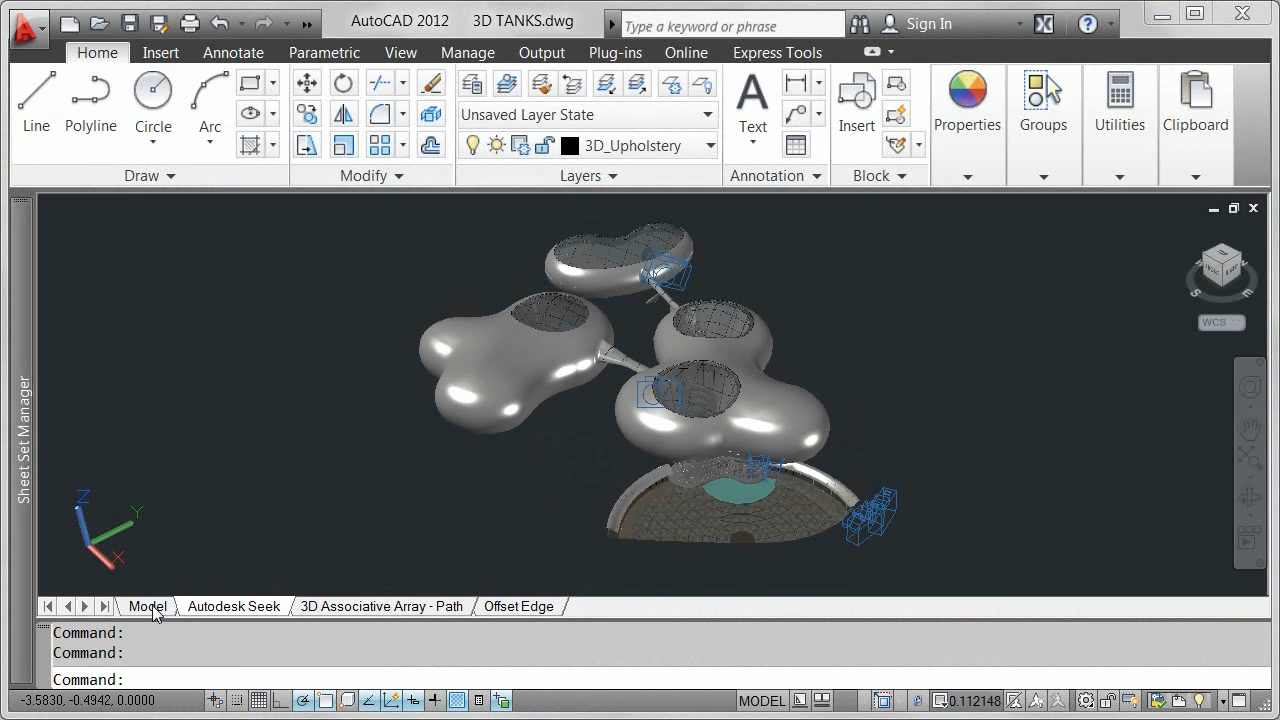 AutoCAD 2012 3D TANKS.dwg
Type a keyword or phrase
Sign In
Home Insert Annotate Parametric View Manage Output Plug-ins Online Express Tools
Line Polyline Circle Arc
Draw
Modify
Unsaved Layer State
3D_Upholstery
Layers
Text
Annotation
Insert
Block
Properties Groups Utilities Clipboard
Sheet Set Manager
S E
WCS
Z
Y
X
Model Autodesk Seek 3D Associative Array - Path Offset Edge
Command:
Command:
Command:
-3.5830, -0.4942, 0.0000 MODEL 0.112148